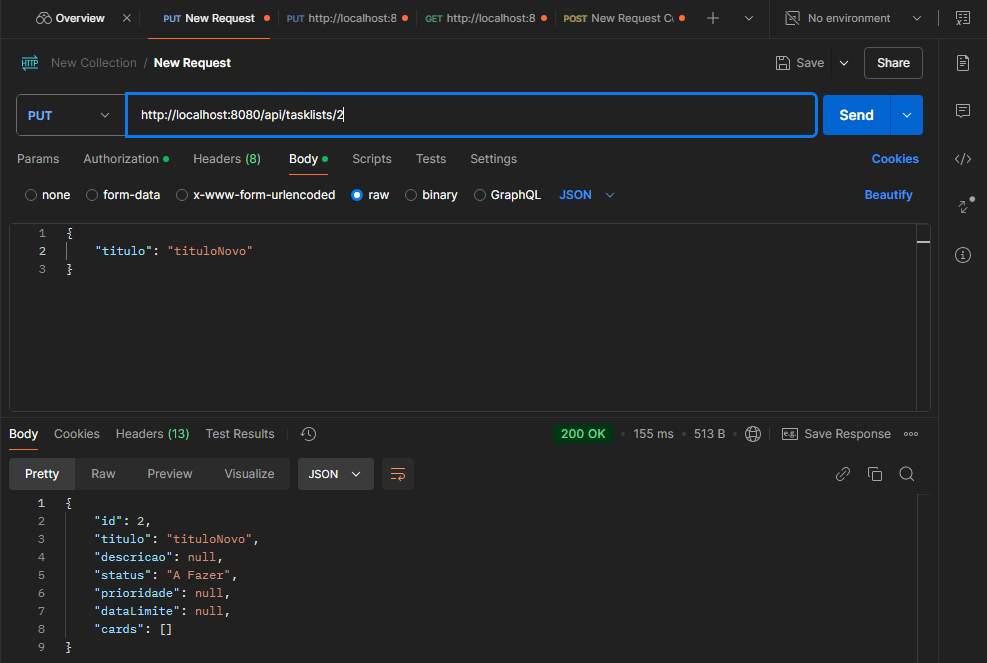 Overview PUT New Request PUT http://localhost:8 GET http://localhost:8 POST New Request C No environment
HTTP New Collection / New Request Save Share
PUT http://localhost:8080/api/tasklists/2 Send
Params Authorization Headers (8) Body Scripts Tests Settings Cookies
none form-data x-www-form-urlencoded raw binary GraphQL JSON Beautify
1 {
2 "titulo": "tituloNovo"
3 }
Body Cookies Headers (13) Test Results 200 OK 155 ms 513 B e.g. Save Response
Pretty Raw Preview Visualize JSON
1 {
2 "id": 2,
3 "titulo": "tituloNovo",
4 "descricao": null,
5 "status": "A Fazer",
6 "prioridade": null,
7 "dataLimite": null,
8 "cards": []
9 }